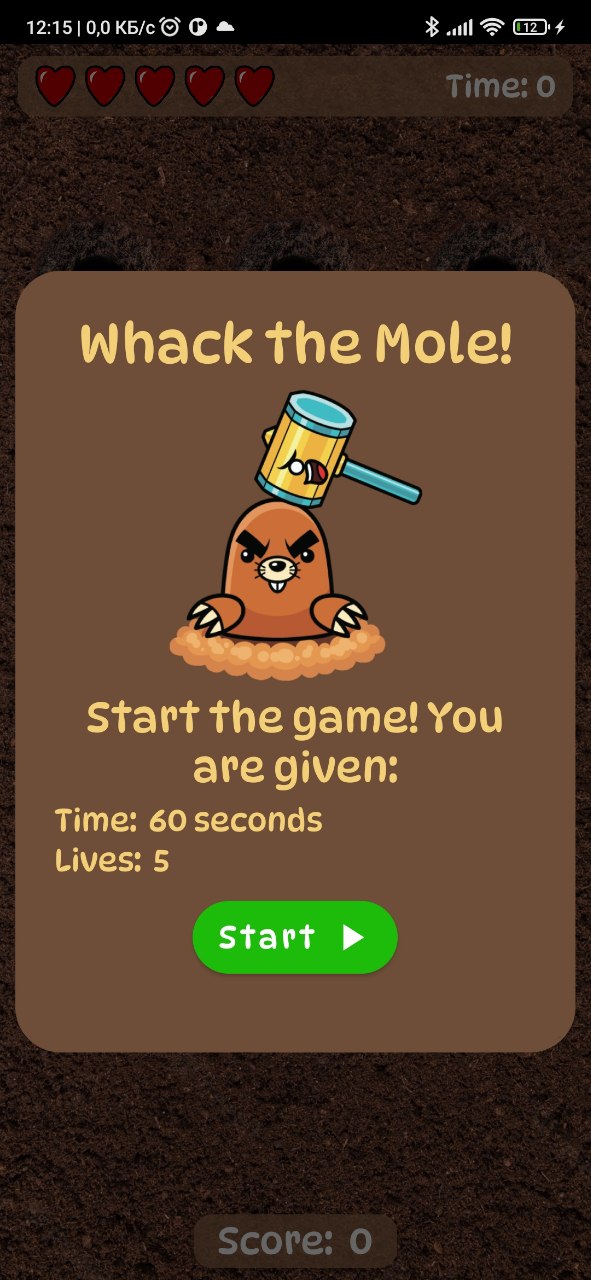 12:15 | 0,0 КБ/с
12
Time: 0
Whack the Mole!
Start the game! You
are given:
Time: 60 seconds
Lives: 5
Start
Score: 0